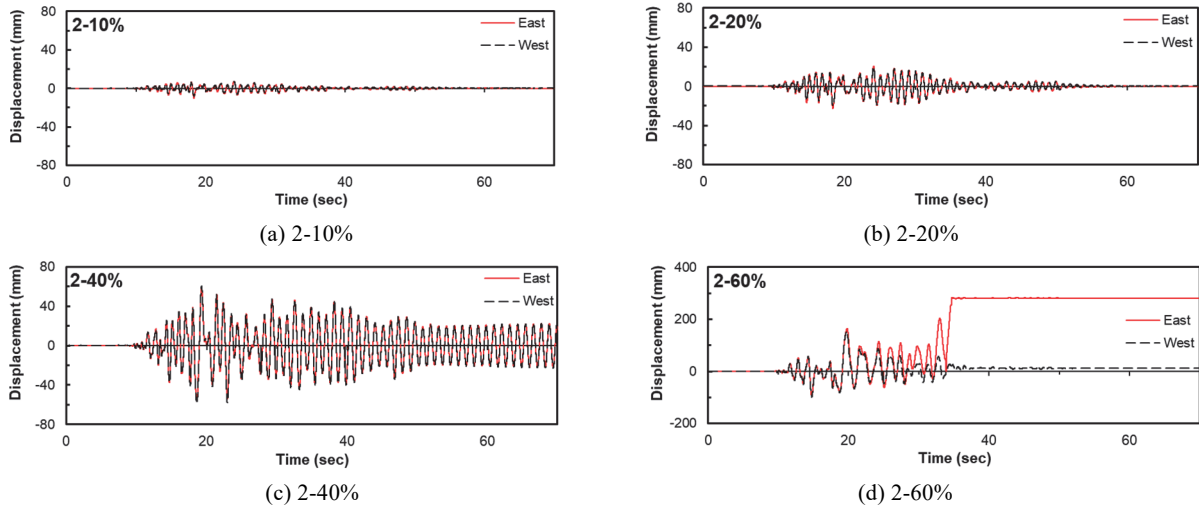 2-10%
East
West
Displacement (mm)
80
40
0
-40
-80
0 20 40 60
Time (sec)
(a) 2-10%
2-20%
East
West
Displacement (mm)
80
40
0
-40
-80
0 20 40 60
Time (sec)
(b) 2-20%
2-40%
East
West
Displacement (mm)
80
40
0
-40
-80
0 20 40 60
Time (sec)
(c) 2-40%
2-60%
East
West
Displacement (mm)
400
200
0
-200
0 20 40 60
Time (sec)
(d) 2-60%